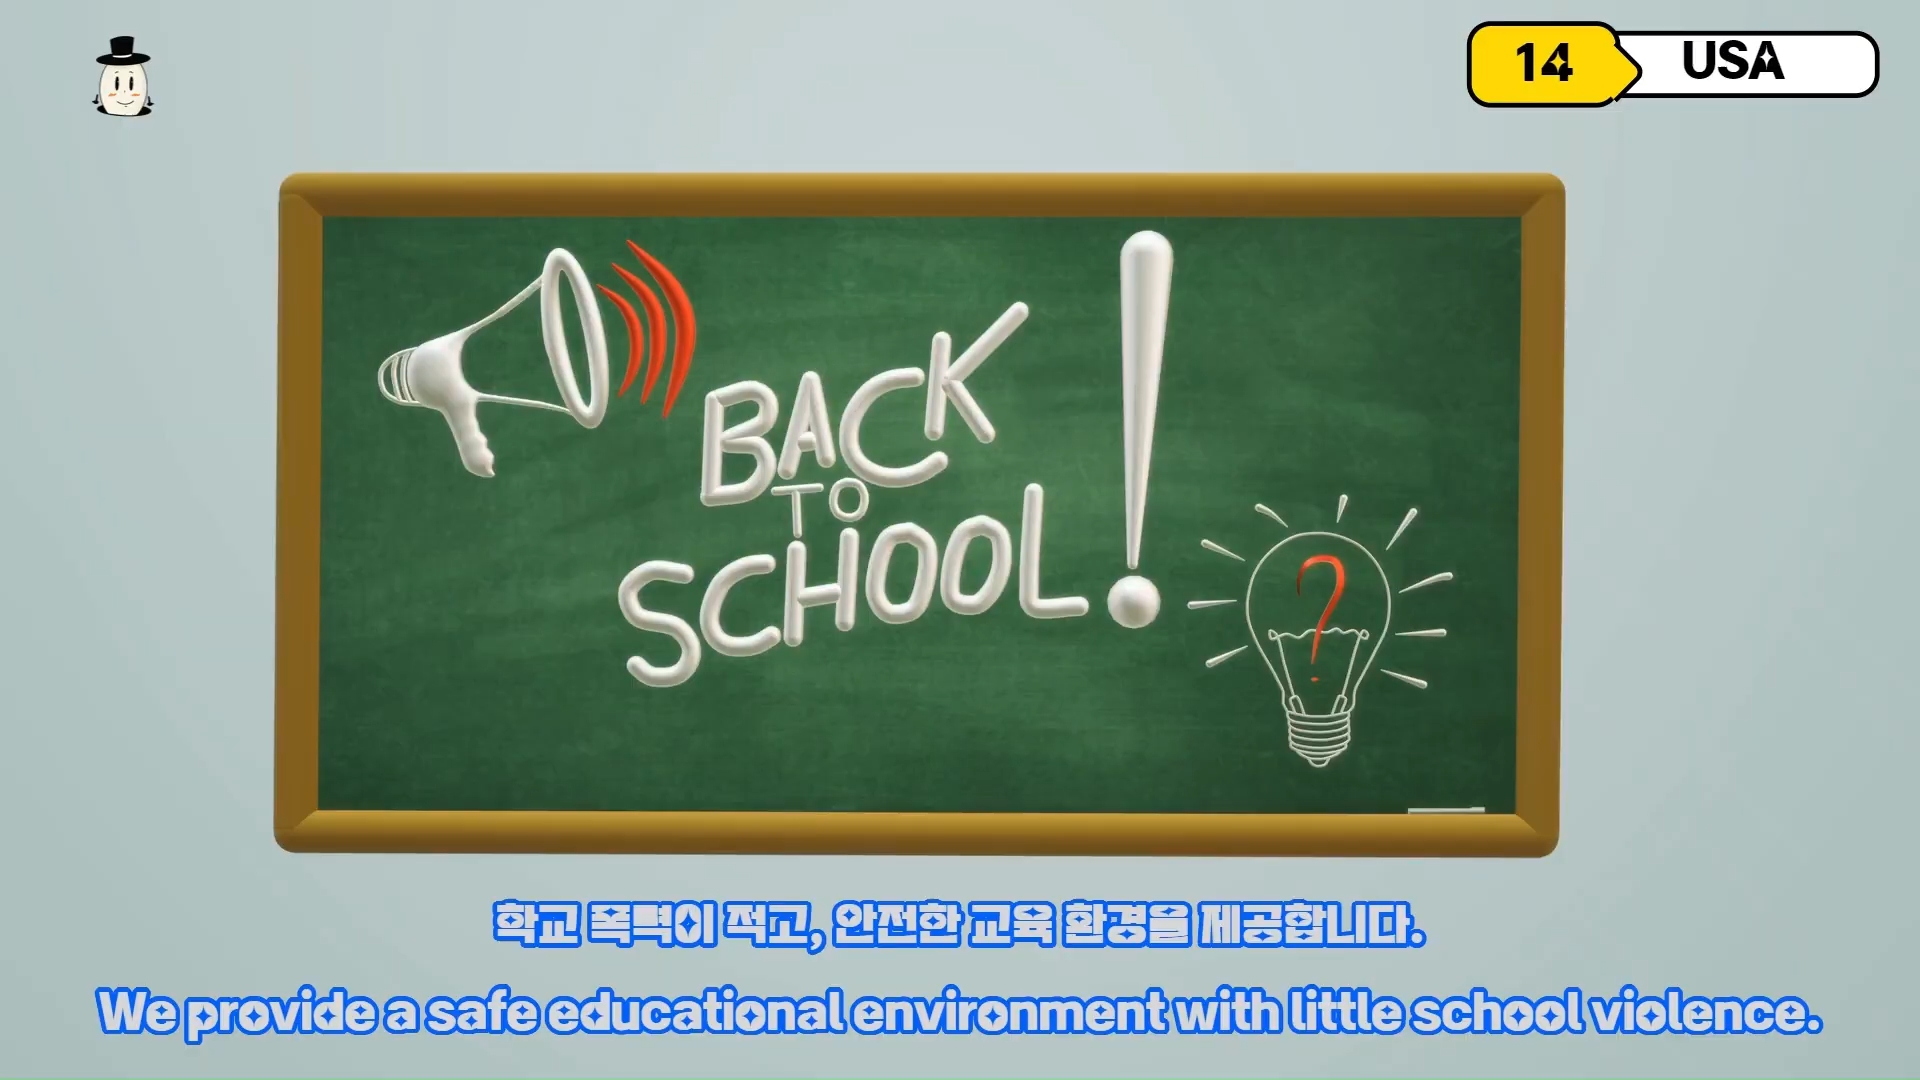 14 USA
BACK
TO
SCHOOL!
?
학교 폭력이 적고, 안전한 교육 환경을 제공합니다.
We provide a safe educational environment with little school violence.